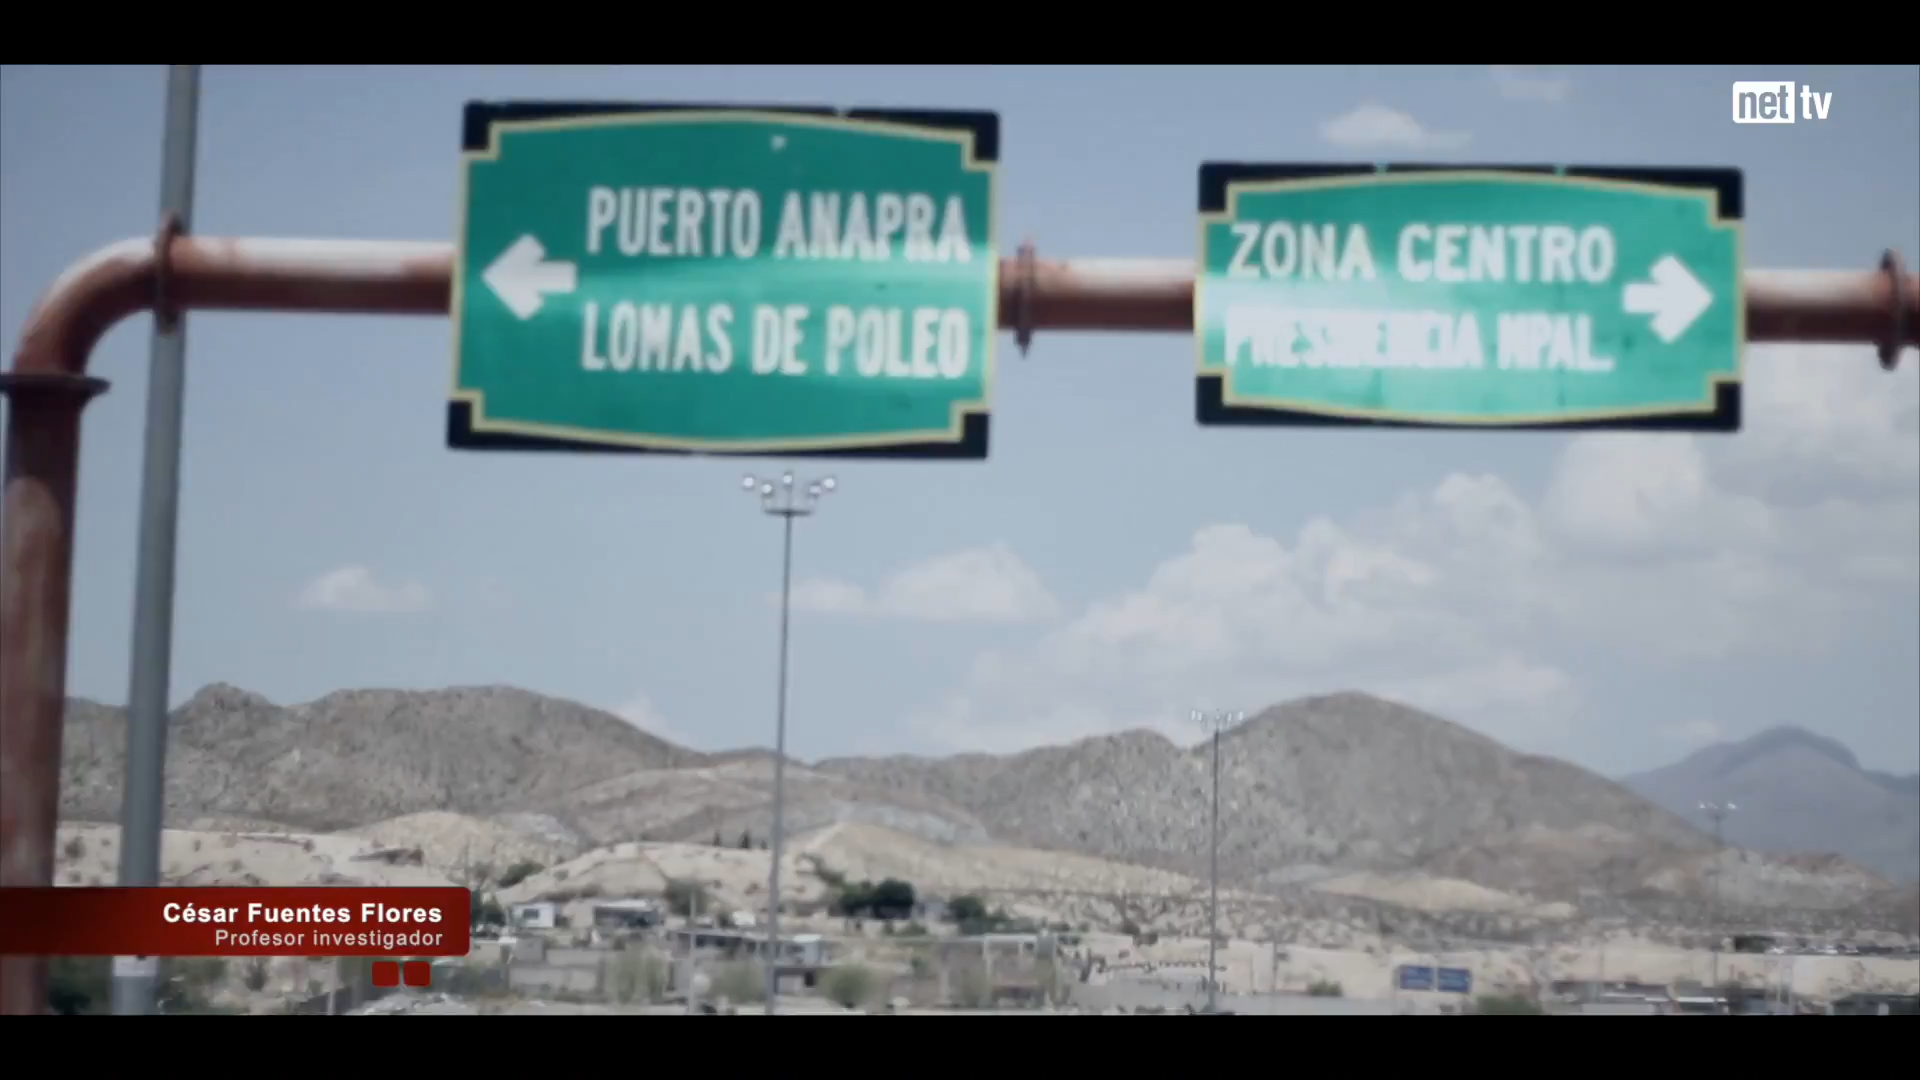 net tv
PUERTO ANAPRA
LOMAS DE POLEO
ZONA CENTRO
PRESIDENCIA MPAL.
César Fuentes Flores
Profesor investigador